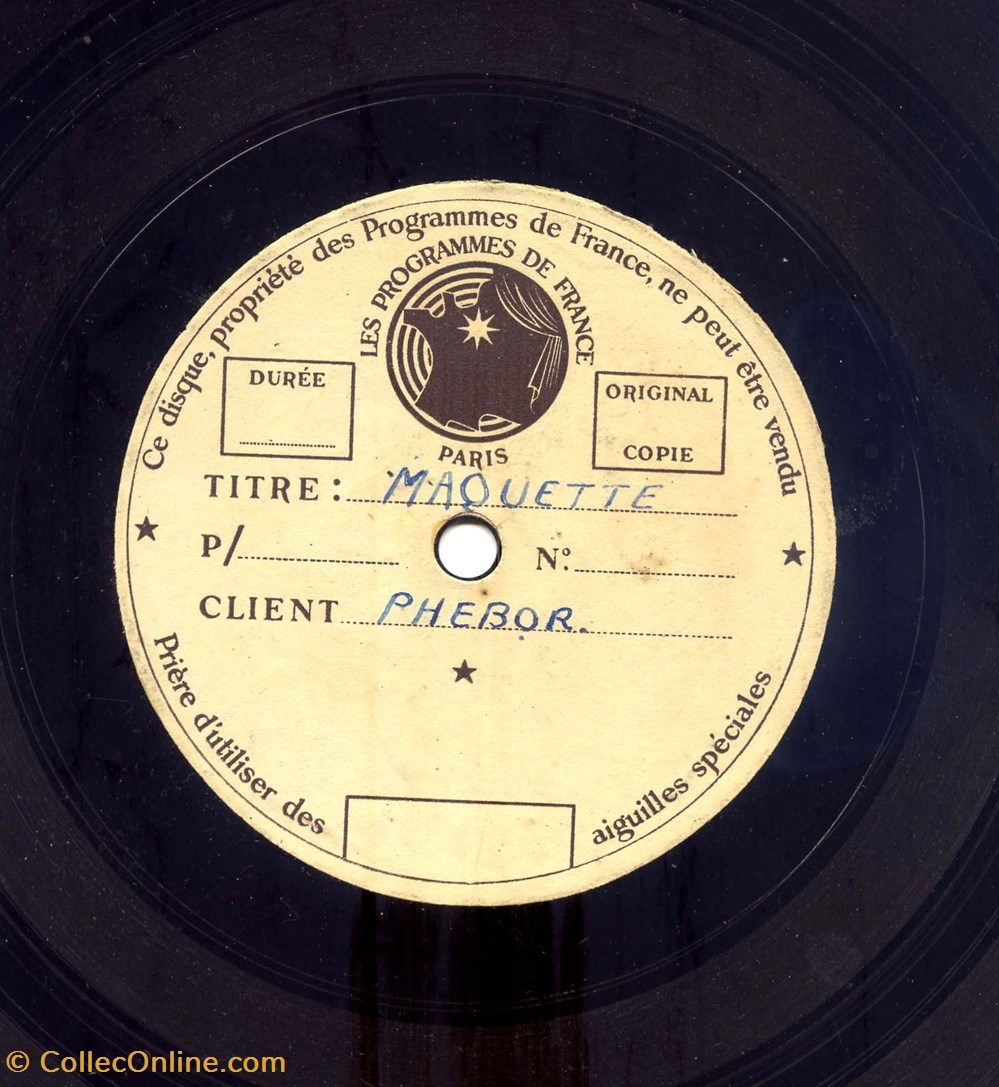 Ce disque, propriété des Programmes de France, ne peut être vendu
LES PROGRAMMES DE FRANCE
PARIS
DURÉE
ORIGINAL
COPIE
TITRE: MAQUETTE
P/ N°:
CLIENT PHEBOR.
Prière d'utiliser des aiguilles spéciales
© CollecOnline.com